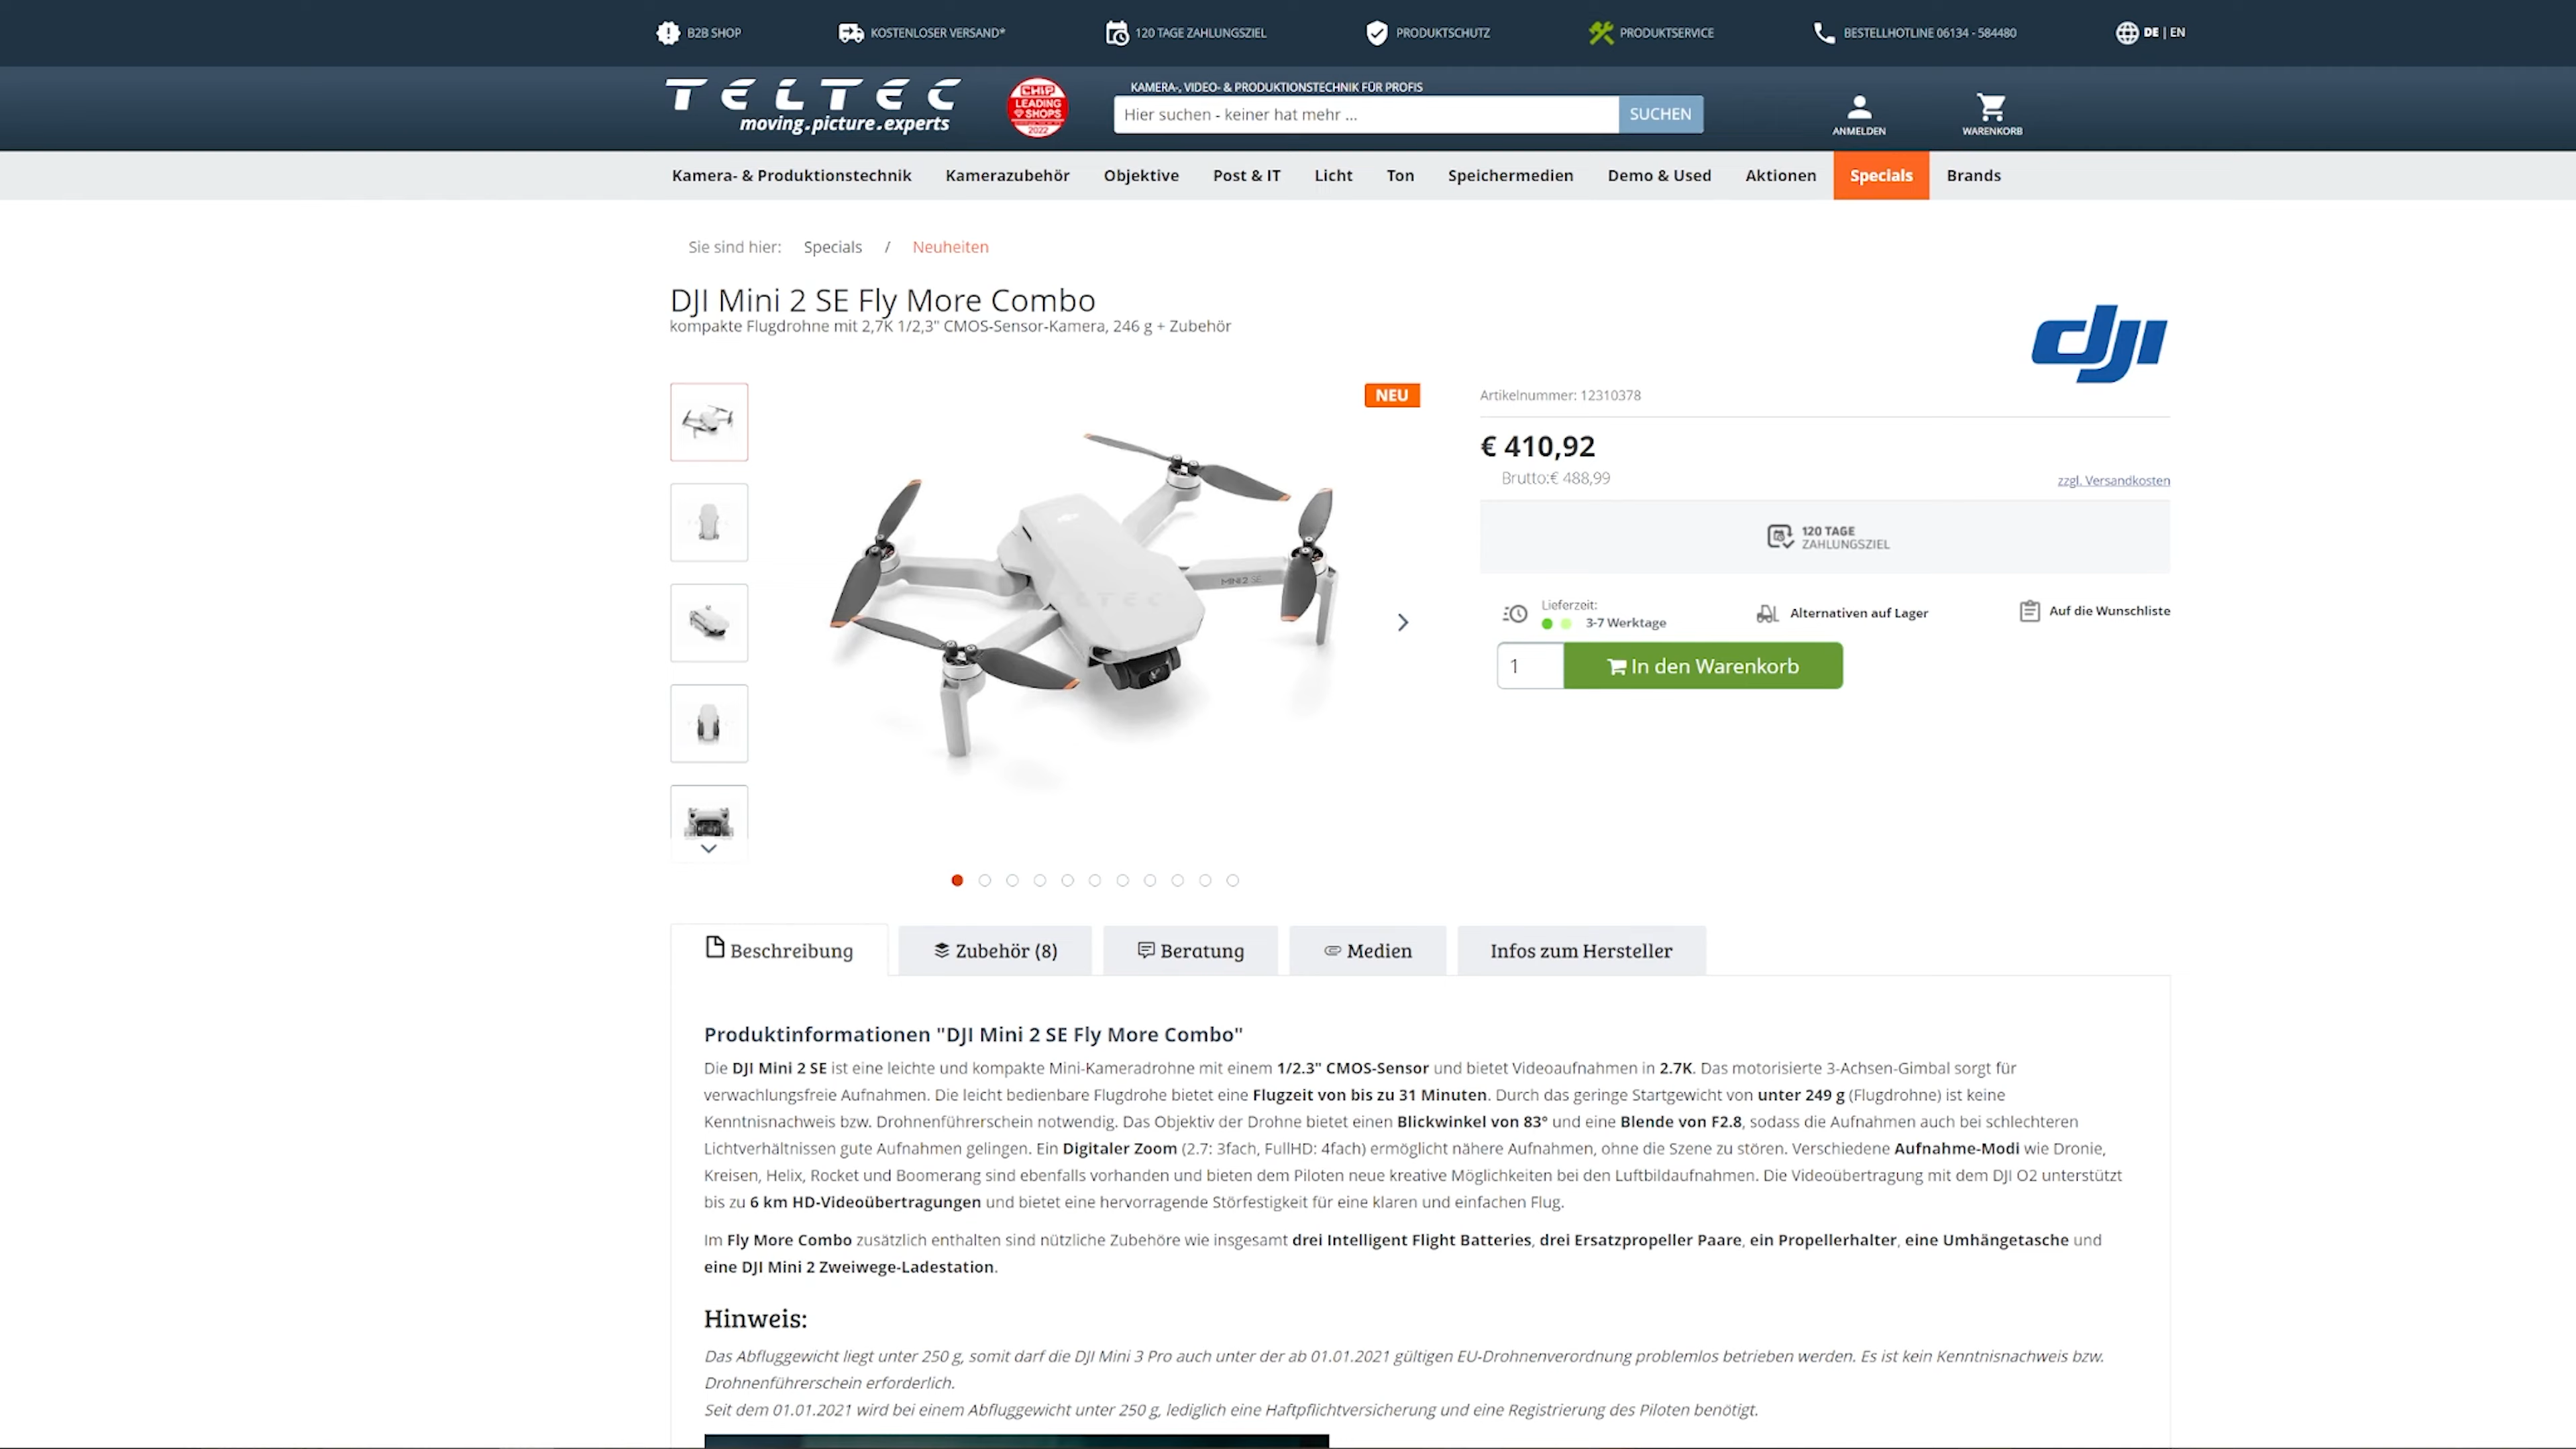 B2B SHOP
KOSTENLOSER VERSAND*
120 TAGE ZAHLUNGSZIEL
PRODUKTSCHUTZ
PRODUKTSERVICE
BESTELLHOTLINE 06134 - 584480
DE | EN
TELTEC
moving.picture.experts
CHIP
LEADING
SHOPS
2022
KAMERA-, VIDEO- & PRODUKTIONSTECHNIK FÜR PROFIS
Hier suchen - keiner hat mehr ...
SUCHEN
ANMELDEN
WARENKORB
Kamera- & Produktionstechnik
Kamerazubehör
Objektive
Post & IT
Licht
Ton
Speichermedien
Demo & Used
Aktionen
Specials
Brands
Sie sind hier: Specials / Neuheiten
DJI Mini 2 SE Fly More Combo
kompakte Flugdrohne mit 2,7K 1/2,3" CMOS-Sensor-Kamera, 246 g + Zubehör
dji
NEU
MINI 2 SE
TELTEC
Artikelnummer: 12310378
€ 410,92
Brutto:€ 488,99
zzgl. Versandkosten
120 TAGE
ZAHLUNGSZIEL
Lieferzeit:
3-7 Werktage
Alternativen auf Lager
Auf die Wunschliste
1
In den Warenkorb
Beschreibung
Zubehör (8)
Beratung
Medien
Infos zum Hersteller
Produktinformationen "DJI Mini 2 SE Fly More Combo"
Die DJI Mini 2 SE ist eine leichte und kompakte Mini-Kameradrohne mit einem 1/2.3" CMOS-Sensor und bietet Videoaufnahmen in 2.7K. Das motorisierte 3-Achsen-Gimbal sorgt für
verwachlungsfreie Aufnahmen. Die leicht bedienbare Flugdrohe bietet eine Flugzeit von bis zu 31 Minuten. Durch das geringe Startgewicht von unter 249 g (Flugdrohne) ist keine
Kenntnisnachweis bzw. Drohnenführerschein notwendig. Das Objektiv der Drohne bietet einen Blickwinkel von 83° und eine Blende von F2.8, sodass die Aufnahmen auch bei schlechteren
Lichtverhältnissen gute Aufnahmen gelingen. Ein Digitaler Zoom (2.7: 3fach, FullHD: 4fach) ermöglicht nähere Aufnahmen, ohne die Szene zu stören. Verschiedene Aufnahme-Modi wie Dronie,
Kreisen, Helix, Rocket und Boomerang sind ebenfalls vorhanden und bieten dem Piloten neue kreative Möglichkeiten bei den Luftbildaufnahmen. Die Videoübertragung mit dem DJI O2 unterstützt
bis zu 6 km HD-Videoübertragungen und bietet eine hervorragende Störfestigkeit für eine klaren und einfachen Flug.
Im Fly More Combo zusätzlich enthalten sind nützliche Zubehöre wie insgesamt drei Intelligent Flight Batteries, drei Ersatzpropeller Paare, ein Propellerhalter, eine Umhängetasche und
eine DJI Mini 2 Zweiwege-Ladestation.
Hinweis:
Das Abfluggewicht liegt unter 250 g, somit darf die DJI Mini 3 Pro auch unter der ab 01.01.2021 gültigen EU-Drohnenverordnung problemlos betrieben werden. Es ist kein Kenntnisnachweis bzw.
Drohnenführerschein erforderlich.
Seit dem 01.01.2021 wird bei einem Abfluggewicht unter 250 g, lediglich eine Haftpflichtversicherung und eine Registrierung des Piloten benötigt.